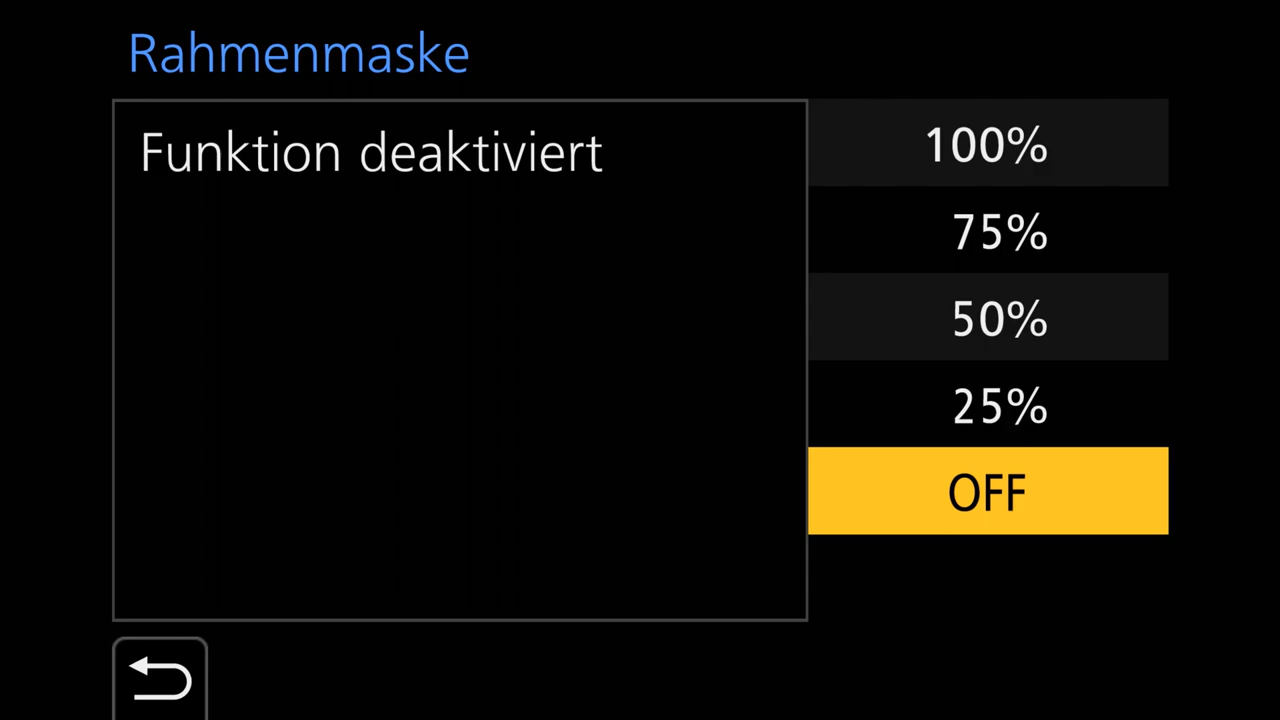 Rahmenmaske
Funktion deaktiviert
100%
75%
50%
25%
OFF